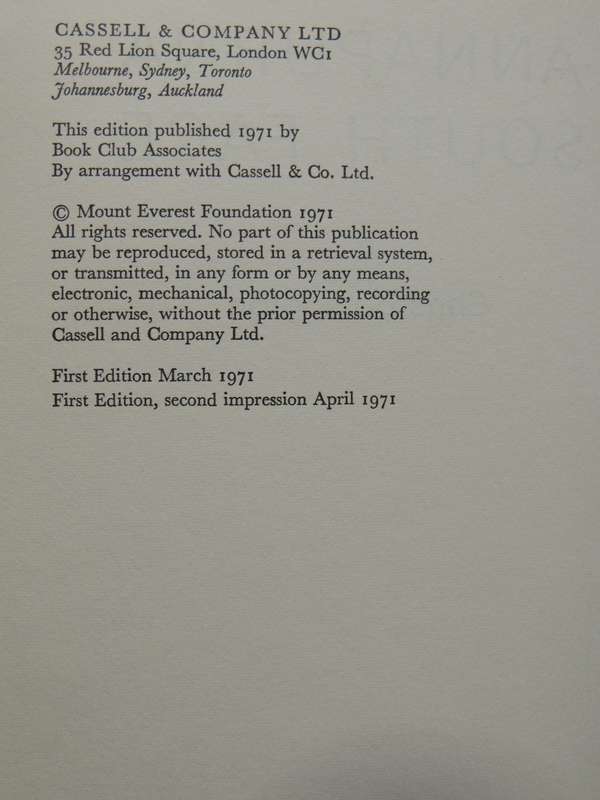 CASSELL & COMPANY LTD
35 Red Lion Square, London WC1
Melbourne, Sydney, Toronto
Johannesburg, Auckland
This edition published 1971 by
Book Club Associates
By arrangement with Cassell & Co. Ltd.
© Mount Everest Foundation 1971
All rights reserved. No part of this publication
may be reproduced, stored in a retrieval system,
or transmitted, in any form or by any means,
electronic, mechanical, photocopying, recording
or otherwise, without the prior permission of
Cassell and Company Ltd.
First Edition March 1971
First Edition, second impression April 1971